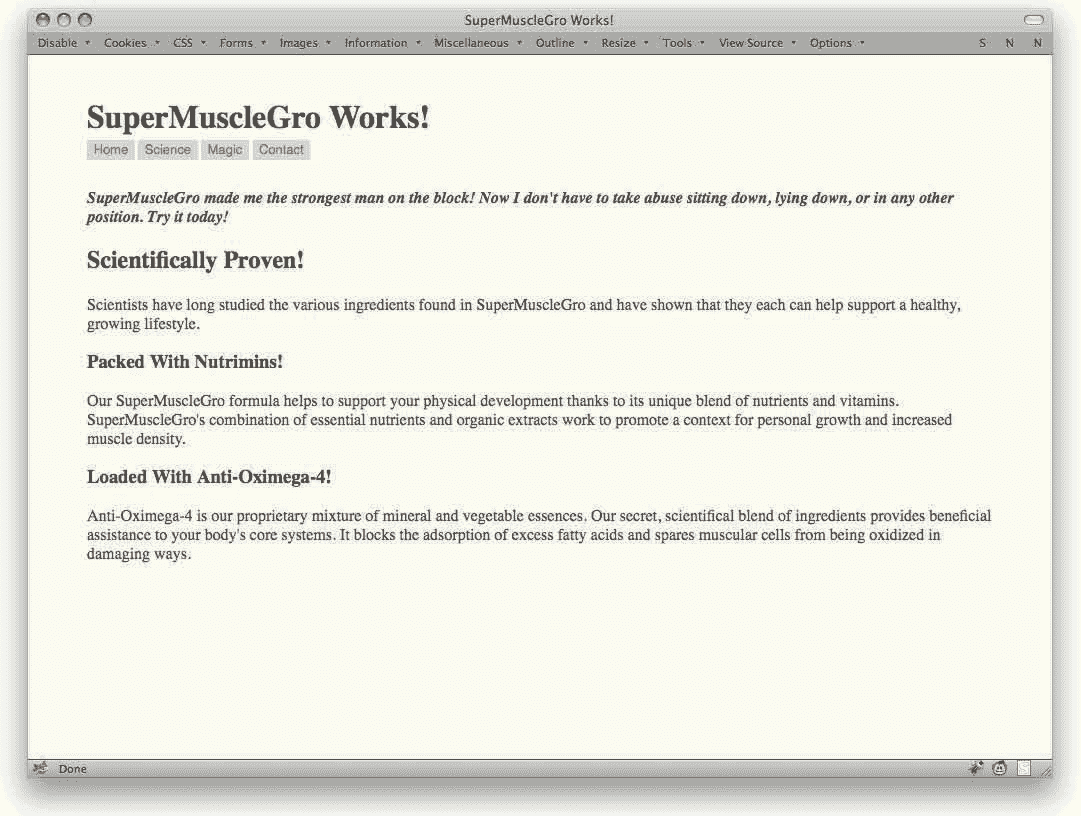 SuperMuscleGro Works!
Disable Cookies CSS Forms Images Information Miscellaneous Outline Resize Tools View Source Options S N N
SuperMuscleGro Works!
Home Science Magic Contact
SuperMuscleGro made me the strongest man on the block! Now I don't have to take abuse sitting down, lying down, or in any other
position. Try it today!
Scientifically Proven!
Scientists have long studied the various ingredients found in SuperMuscleGro and have shown that they each can help support a healthy,
growing lifestyle.
Packed With Nutrimins!
Our SuperMuscleGro formula helps to support your physical development thanks to its unique blend of nutrients and vitamins.
SuperMuscleGro's combination of essential nutrients and organic extracts work to promote a context for personal growth and increased
muscle density.
Loaded With Anti-Oximega-4!
Anti-Oximega-4 is our proprietary mixture of mineral and vegetable essences. Our secret, scientifical blend of ingredients provides beneficial
assistance to your body's core systems. It blocks the adsorption of excess fatty acids and spares muscular cells from being oxidized in
damaging ways.
Done